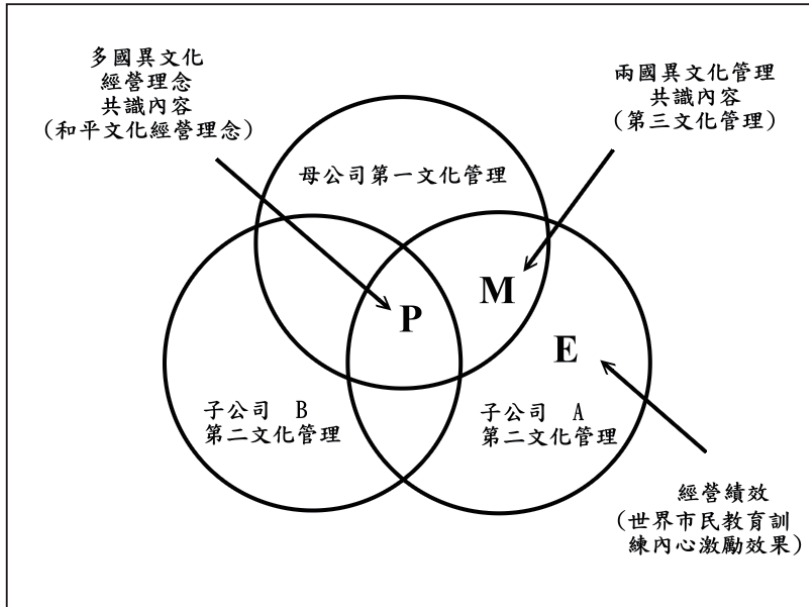 多國異文化
經營理念
共識內容
(和平文化經營理念)
兩國異文化管理
共識內容
(第三文化管理)
母公司第一文化管理
M
P
E
子公司 B
第二文化管理
子公司 A
第二文化管理
經營績效
(世界市民教育訓
練內心激勵效果)